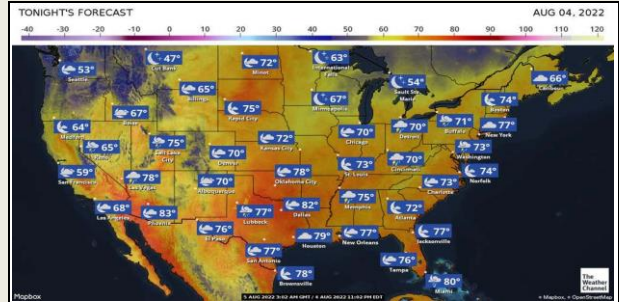 TONIGHT'S FORECAST
AUG 04, 2022
-40 -30 -20 -10 0 10 20 30 40 50 60 70 80 90 100 110 120
53°
Seattle
47°
Cut Bank
72°
Minot
63°
International Falls
54°
Sault Ste Marie
66°
Caribou
65°
Billings
67°
Boise
75°
Rapid City
67°
Minneapolis
74°
Boston
71°
Buffalo
77°
New York
64°
Medford
65°
75°
Salt Lake City
70°
Denver
72°
Kansas City
70°
Chicago
70°
Detroit
73°
Washington
59°
San Francisco
78°
Las Vegas
70°
Albuquerque
78°
Oklahoma City
73°
St. Louis
70°
Cincinnati
74°
Norfolk
73°
Charlotte
68°
Los Angeles
83°
Phoenix
76°
El Paso
77°
Lubbock
82°
Dallas
75°
Memphis
72°
Atlanta
77°
San Antonio
79°
Houston
77°
New Orleans
77°
Jacksonville
78°
Brownsville
76°
Tampa
80°
Miami
The
Weather
Channel
Mapbox
© Mapbox, © OpenStreetMap